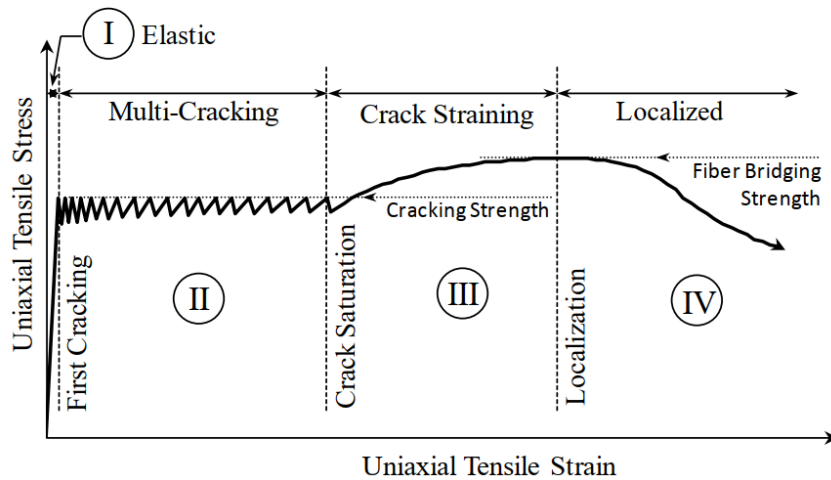 I Elastic
Multi-Cracking
Crack Straining
Localized
Fiber Bridging
Strength
Cracking Strength
Uniaxial Tensile Stress
First Cracking
II
Crack Saturation
III
Localization
IV
Uniaxial Tensile Strain